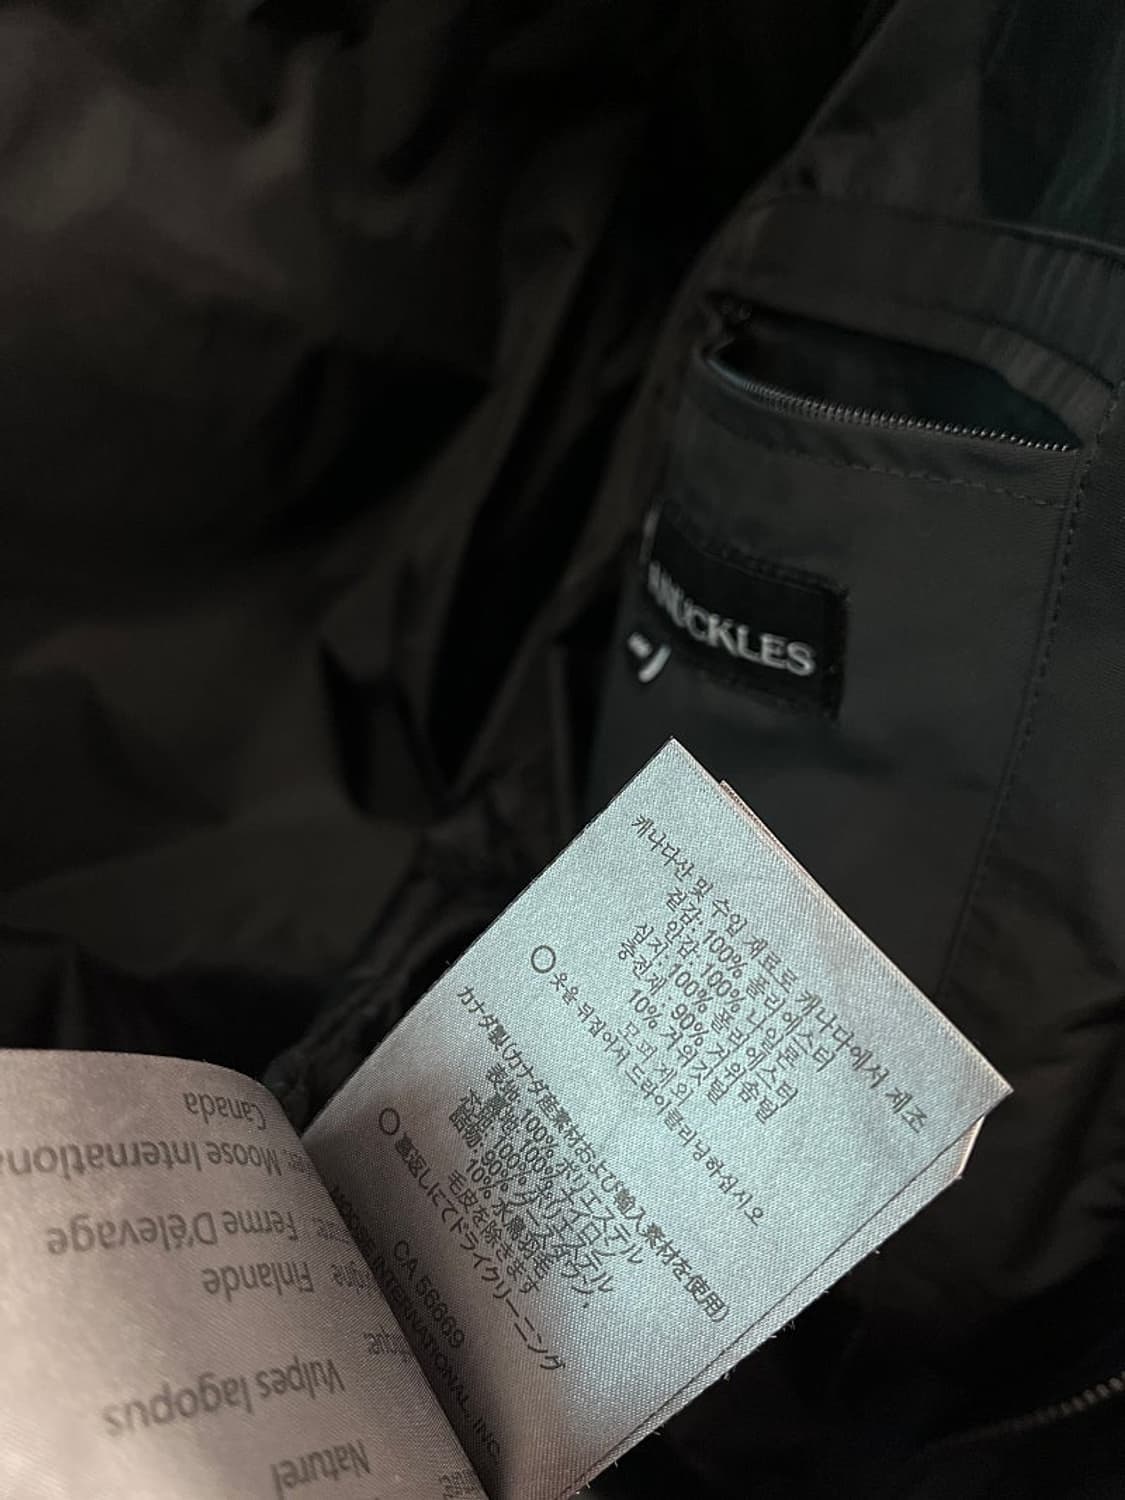 KNUCKLES
캐나다산 및 수입 재료로 캐나다에서 제조
겉감: 100% 폴리에스터
안감: 100% 나일론
심지: 100% 폴리에스터
충전재: 90% 거위솜털
10% 거위깃털
모피 제외
옷을 뒤집어서 드라이클리닝하십시오
カナダ製 (カナダ産素材および輸入素材を使用)
表地: 100% ポリエステル
100% ナイロン
100% ポリエステル
詰物: 90% グースダウン,
10% 水鳥羽毛
毛皮を除きます
裏返しにてドライクリーニング
CA 56669
MOOSE INTERNATIONAL, INC.
Naturel
Vulpes lagopus
Finlande
Ferme D'élevage
Moose Internationa
Canada